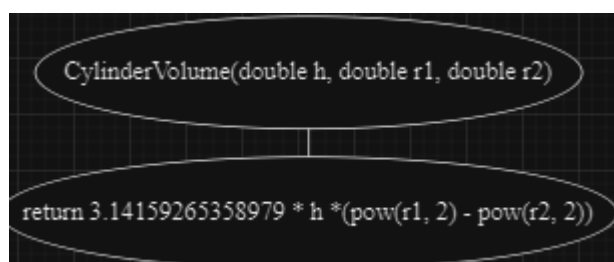 CylinderVolume(double h, double r1, double r2)
return 3.14159265358979 * h *(pow(r1, 2) - pow(r2, 2))